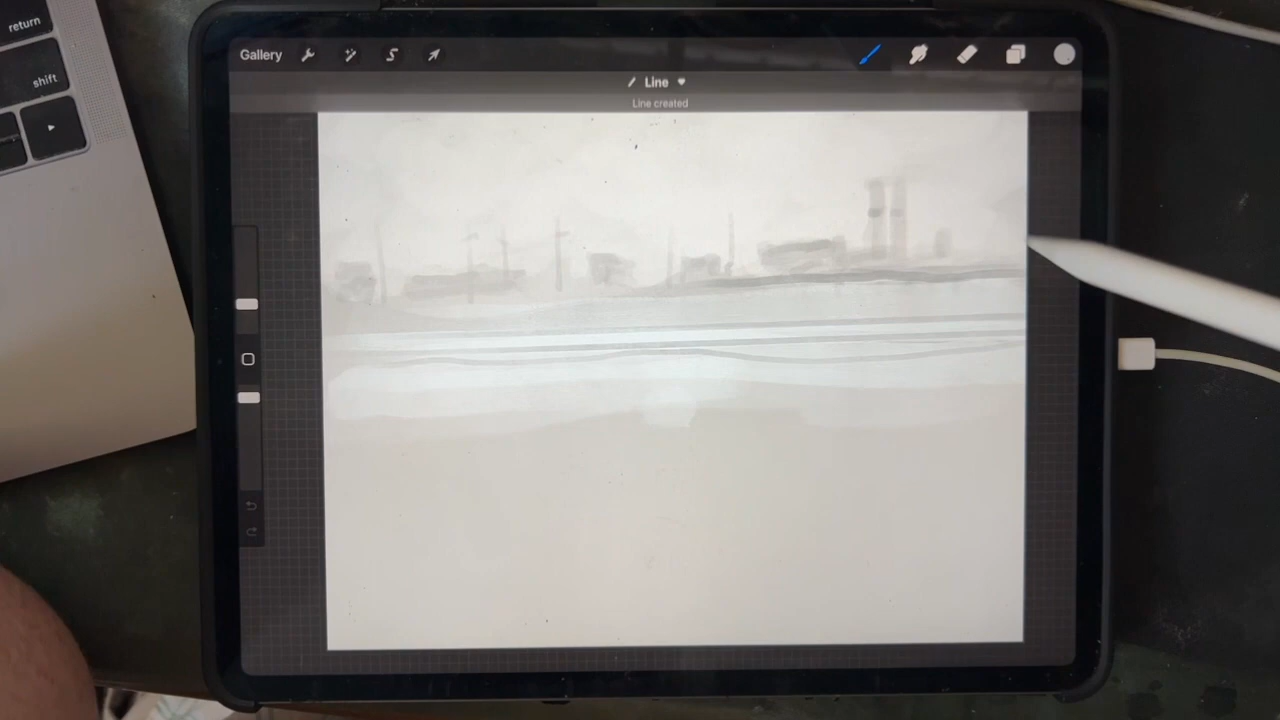 return
shift
Gallery
Line
Line created